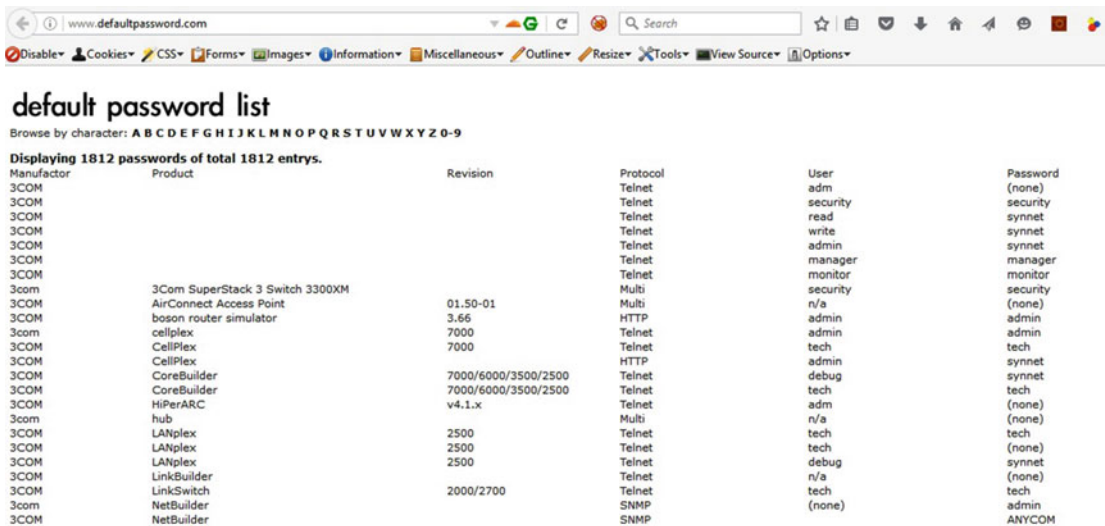 www.defaultpassword.com Search
Disable Cookies CSS Forms Images Information Miscellaneous Outline Resize Tools View Source Options
default password list
Browse by character: A B C D E F G H I J K L M N O P Q R S T U V W X Y Z 0-9
Displaying 1812 passwords of total 1812 entrys.
Manufactor Product Revision Protocol User Password
3COM Telnet adm (none)
3COM Telnet security security
3COM Telnet read synnet
3COM Telnet write synnet
3COM Telnet admin synnet
3COM Telnet manager manager
3COM Telnet monitor monitor
3com 3Com SuperStack 3 Switch 3300XM Multi security security
3COM AirConnect Access Point 01.50-01 Multi n/a (none)
3COM boson router simulator 3.66 HTTP admin admin
3com cellplex 7000 Telnet admin admin
3COM CellPlex 7000 Telnet tech tech
3COM CellPlex HTTP admin synnet
3COM CoreBuilder 7000/6000/3500/2500 Telnet debug synnet
3COM CoreBuilder 7000/6000/3500/2500 Telnet tech tech
3COM HiPerARC v4.1.x Telnet adm (none)
3com hub Multi n/a (none)
3COM LANplex 2500 Telnet tech tech
3COM LANplex 2500 Telnet tech (none)
3COM LANplex 2500 Telnet debug synnet
3COM LinkBuilder Telnet n/a (none)
3COM LinkSwitch 2000/2700 Telnet tech tech
3com NetBuilder SNMP (none) admin
3COM NetBuilder SNMP ANYCOM